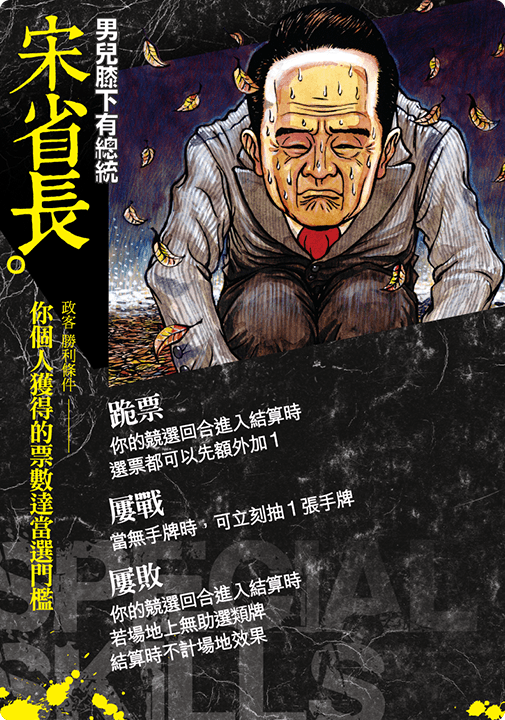 宋省長。
男兒膝下有總統
政客 勝利條件
你個人獲得的票數達當選門檻
跪票
你的競選回合進入結算時
選票都可以先額外加1
屢戰
當無手牌時，可立刻抽1張手牌
屢敗
你的競選回合進入結算時
若場地上無助選類牌
結算時不計場地效果
SPECIAL
SKILLS